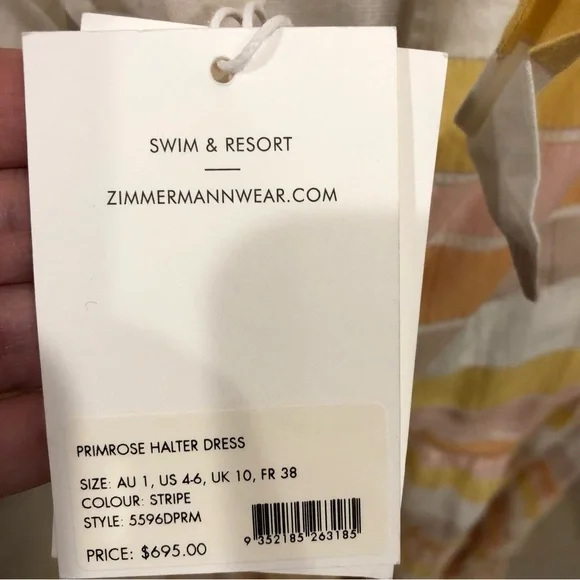 SWIM & RESORT
ZIMMERMANNWEAR.COM
PRIMROSE HALTER DRESS
SIZE: AU 1, US 4-6, UK 10, FR 38
COLOUR: STRIPE
STYLE: 5596DPRM
PRICE: $695.00
9 352185 263185